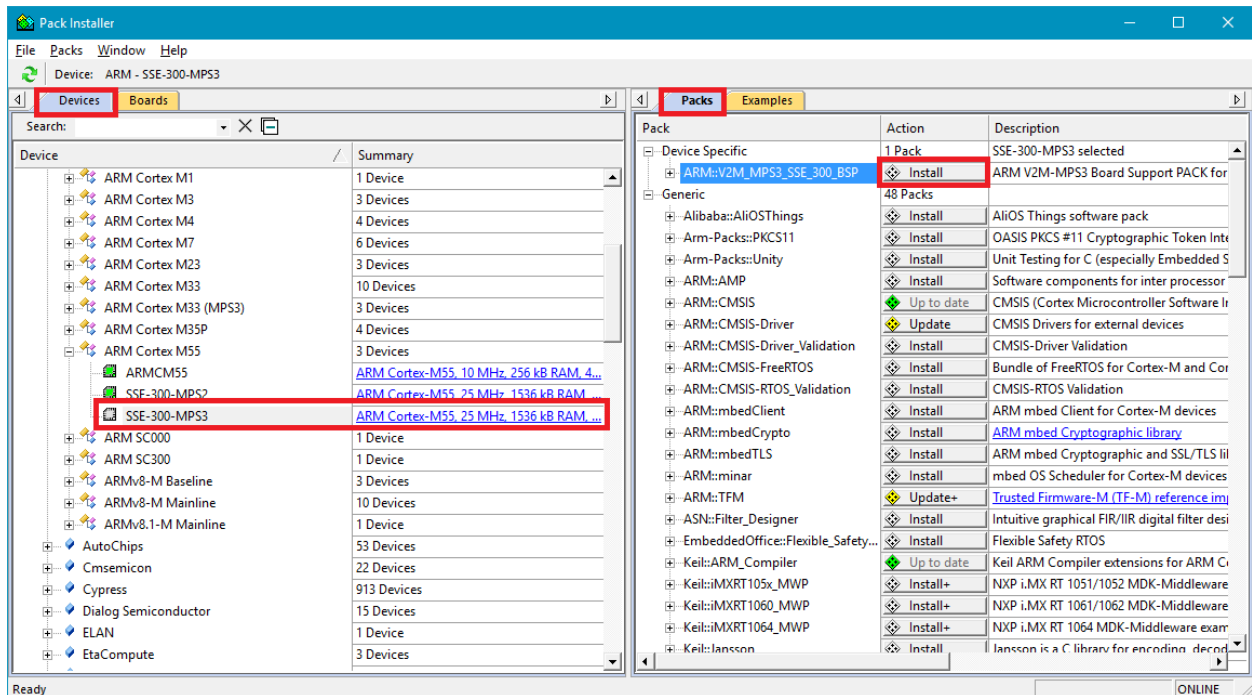 Pack Installer
File Packs Window Help
Device: ARM - SSE-300-MPS3
Devices Boards
Search:
Device Summary
ARM Cortex M1 1 Device
ARM Cortex M3 3 Devices
ARM Cortex M4 4 Devices
ARM Cortex M7 6 Devices
ARM Cortex M23 3 Devices
ARM Cortex M33 10 Devices
ARM Cortex M33 (MPS3) 3 Devices
ARM Cortex M35P 4 Devices
ARM Cortex M55 3 Devices
ARMCM55 ARM Cortex-M55, 10 MHz, 256 kB RAM, 4...
SSE-300-MPS2 ARM Cortex-M55, 25 MHz, 1536 kB RAM, ...
SSE-300-MPS3 ARM Cortex-M55, 25 MHz, 1536 kB RAM, ...
ARM SC000 1 Device
ARM SC300 1 Device
ARMv8-M Baseline 3 Devices
ARMv8-M Mainline 10 Devices
ARMv8.1-M Mainline 1 Device
AutoChips 53 Devices
Cmsemicon 22 Devices
Cypress 913 Devices
Dialog Semiconductor 15 Devices
ELAN 1 Device
EtaCompute 3 Devices
Packs Examples
Pack Action Description
Device Specific 1 Pack SSE-300-MPS3 selected
ARM::V2M_MPS3_SSE_300_BSP Install ARM V2M-MPS3 Board Support PACK for
Generic 48 Packs
Alibaba::AliOSThings Install AliOS Things software pack
Arm-Packs::PKCS11 Install OASIS PKCS #11 Cryptographic Token Inte
Arm-Packs::Unity Install Unit Testing for C (especially Embedded S
ARM::AMP Install Software components for inter processor
ARM::CMSIS Up to date CMSIS (Cortex Microcontroller Software In
ARM::CMSIS-Driver Update CMSIS Drivers for external devices
ARM::CMSIS-Driver_Validation Install CMSIS-Driver Validation
ARM::CMSIS-FreeRTOS Install Bundle of FreeRTOS for Cortex-M and Cor
ARM::CMSIS-RTOS_Validation Install CMSIS-RTOS Validation
ARM::mbedClient Install ARM mbed Client for Cortex-M devices
ARM::mbedCrypto Install ARM mbed Cryptographic library
ARM::mbedTLS Install ARM mbed Cryptographic and SSL/TLS lil
ARM::minar Install mbed OS Scheduler for Cortex-M devices
ARM::TFM Update+ Trusted Firmware-M (TF-M) reference imp
ASN::Filter_Designer Install Intuitive graphical FIR/IIR digital filter desi
EmbeddedOffice::Flexible_Safety... Install Flexible Safety RTOS
Keil::ARM_Compiler Up to date Keil ARM Compiler extensions for ARM C
Keil::iMXRT105x_MWP Install+ NXP i.MX RT 1051/1052 MDK-Middleware
Keil::iMXRT1060_MWP Install+ NXP i.MX RT 1061/1062 MDK-Middleware
Keil::iMXRT1064_MWP Install+ NXP i.MX RT 1064 MDK-Middleware exam
Keil::Jansson Install Jansson is a C library for encoding, decod
Ready ONLINE